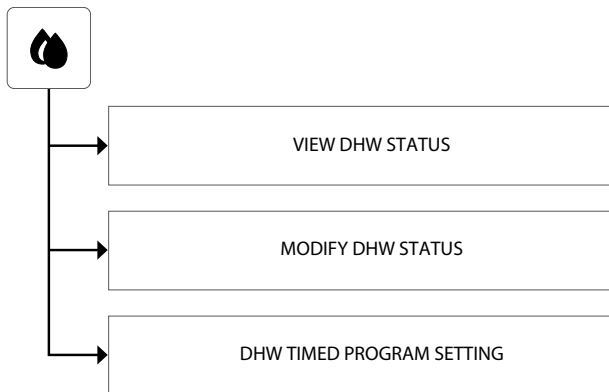 VIEW DHW STATUS
MODIFY DHW STATUS
DHW TIMED PROGRAM SETTING